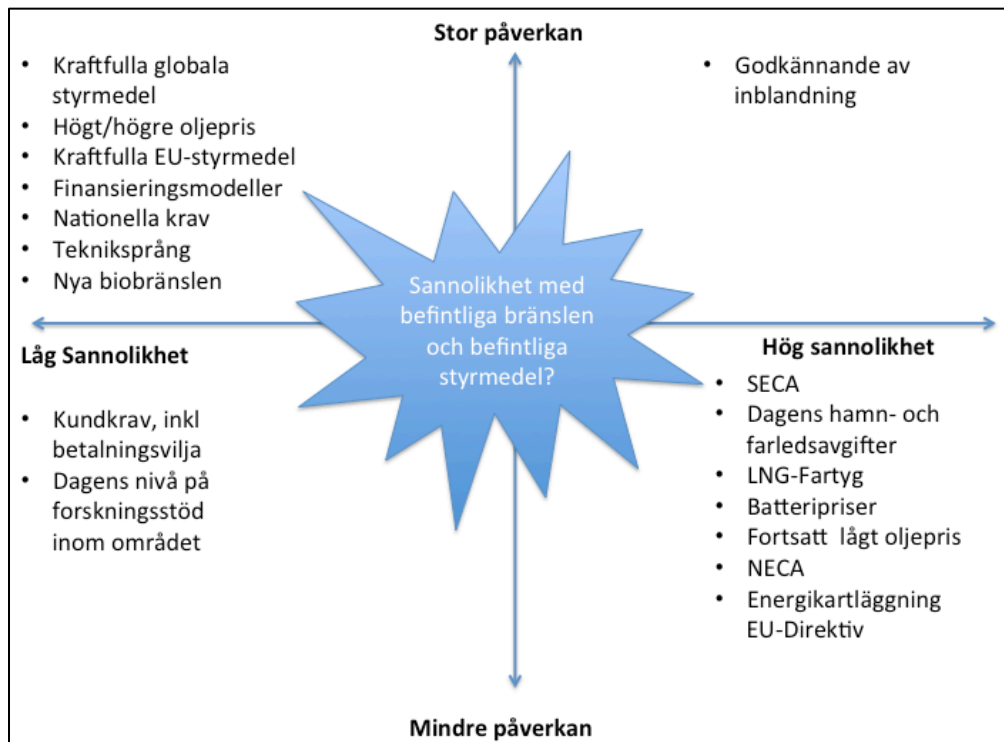 Stor påverkan
• Kraftfulla globala
styrmedel
• Högt/högre oljepris
• Kraftfulla EU-styrmedel
• Finansieringsmodeller
• Nationella krav
• Tekniksprång
• Nya biobränslen
• Godkännande av
inblandning
Sannolikhet med
befintliga bränslen
och befintliga
styrmedel?
Låg Sannolikhet
Hög sannolikhet
• Kundkrav, inkl
betalningsvilja
• Dagens nivå på
forskningsstöd
inom området
• SECA
• Dagens hamn- och
farledsavgifter
• LNG-Fartyg
• Batteripriser
• Fortsatt lågt oljepris
• NECA
• Energikartläggning
EU-Direktiv
Mindre påverkan